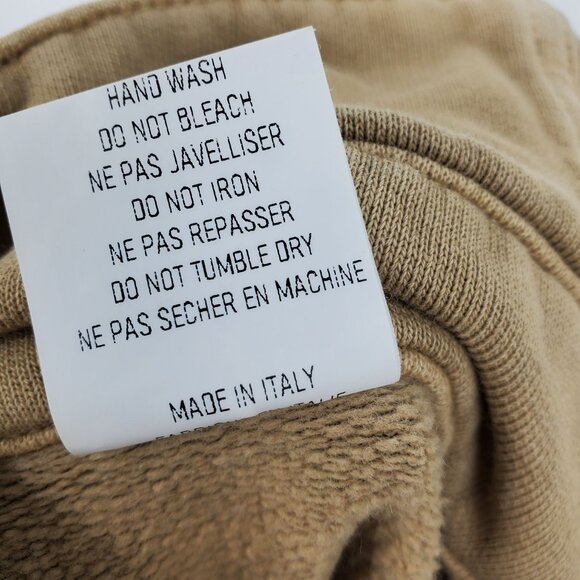 HAND WASH
DO NOT BLEACH
NE PAS JAVELLISER
DO NOT IRON
NE PAS REPASSER
DO NOT TUMBLE DRY
NE PAS SECHER EN MACHINE
MADE IN ITALY